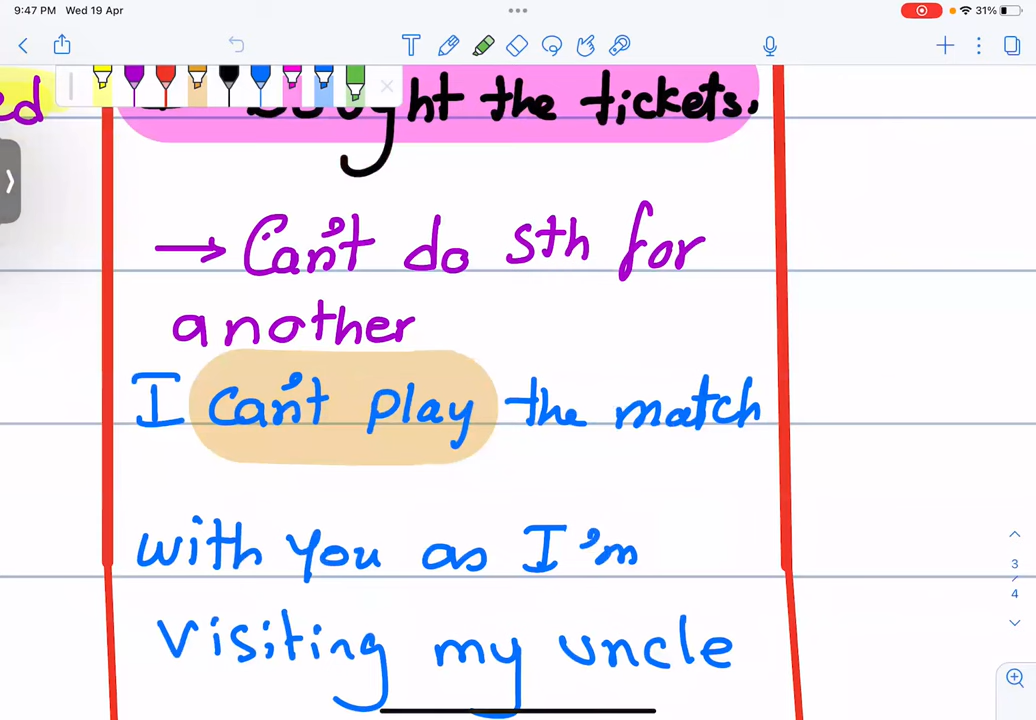 9:47 PM Wed 19 Apr
31%
ed
bought the tickets.
→ Can't do sth for
another
I can't play the match
with you as I'm
visiting my uncle
3
4